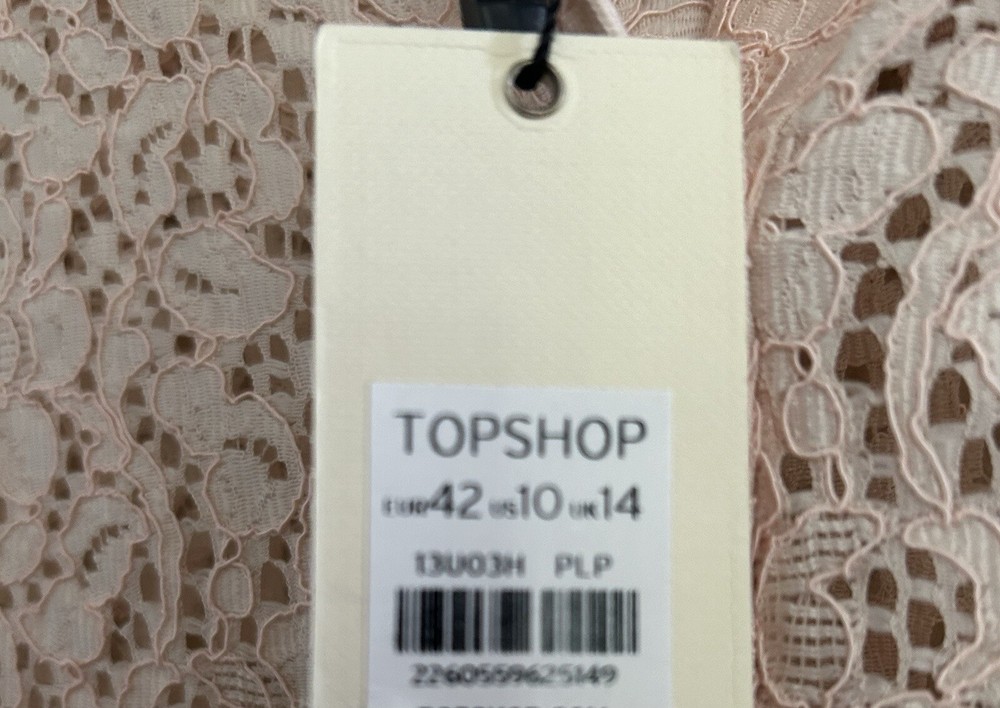 TOPSHOP
EUR42 US10 UK14
13U03H PLP
2260559625149